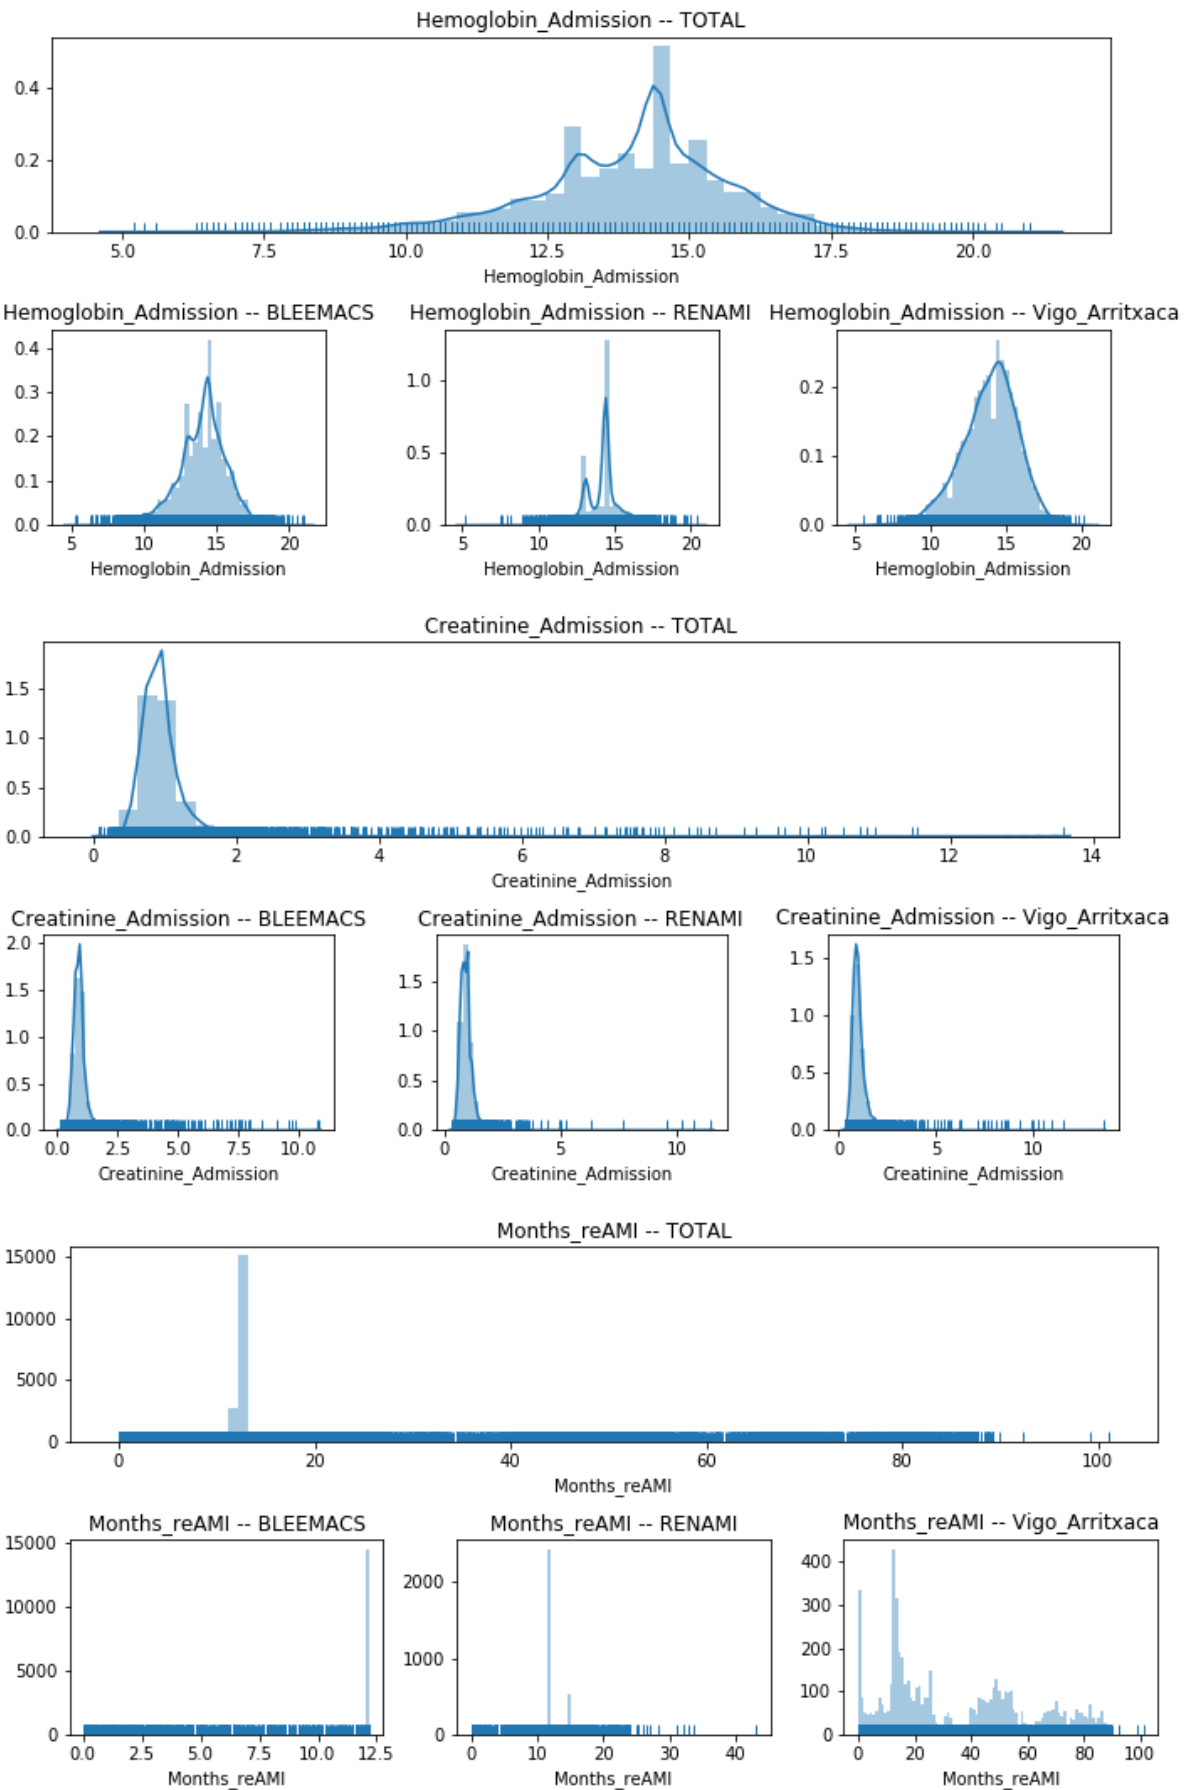 Hemoglobin_Admission -- TOTAL
0.4
0.2
0.0
5.0 7.5 10.0 12.5 15.0 17.5 20.0
Hemoglobin_Admission
Hemoglobin_Admission -- BLEEMACS Hemoglobin_Admission -- RENAMI Hemoglobin_Admission -- Vigo_Arritxaca
0.4
0.3
0.2
0.1
0.0
5 10 15 20
Hemoglobin_Admission
1.0
0.5
0.0
5 10 15 20
Hemoglobin_Admission
0.2
0.1
0.0
5 10 15 20
Hemoglobin_Admission
Creatinine_Admission -- TOTAL
1.5
1.0
0.5
0.0
0 2 4 6 8 10 12 14
Creatinine_Admission
Creatinine_Admission -- BLEEMACS Creatinine_Admission -- RENAMI Creatinine_Admission -- Vigo_Arritxaca
2.0
1.5
1.0
0.5
0.0
0.0 2.5 5.0 7.5 10.0
Creatinine_Admission
1.5
1.0
0.5
0.0
0 5 10
Creatinine_Admission
1.5
1.0
0.5
0.0
0 5 10
Creatinine_Admission
Months_reAMI -- TOTAL
15000
10000
5000
0
0 20 40 60 80 100
Months_reAMI
Months_reAMI -- BLEEMACS Months_reAMI -- RENAMI Months_reAMI -- Vigo_Arritxaca
15000
10000
5000
0
0.0 2.5 5.0 7.5 10.0 12.5
Months_reAMI
2000
1000
0
0 10 20 30 40
Months_reAMI
400
300
200
100
0
0 20 40 60 80 100
Months_reAMI